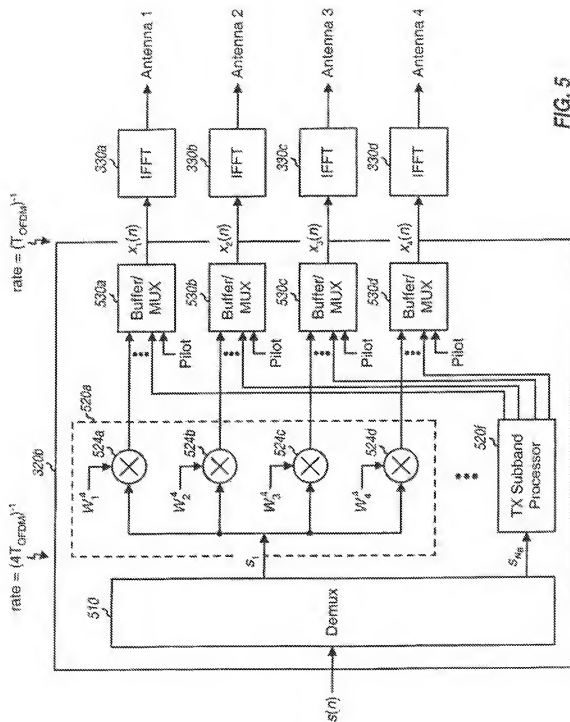 320b
rate = (4T_OFDM)^-1
rate = (T_OFDM)^-1
s(n)
510
Demux
s_1
s_NB
520a
W_1^4
524a
W_2^4
524b
W_3^4
524c
W_4^4
524d
520f
TX Subband
Processor
530a
Buffer/
MUX
Pilot
530b
Buffer/
MUX
Pilot
530c
Buffer/
MUX
Pilot
530d
Buffer/
MUX
Pilot
x_1(n)
x_2(n)
x_3(n)
x_4(n)
330a
IFFT
Antenna 1
330b
IFFT
Antenna 2
330c
IFFT
Antenna 3
330d
IFFT
Antenna 4
FIG. 5